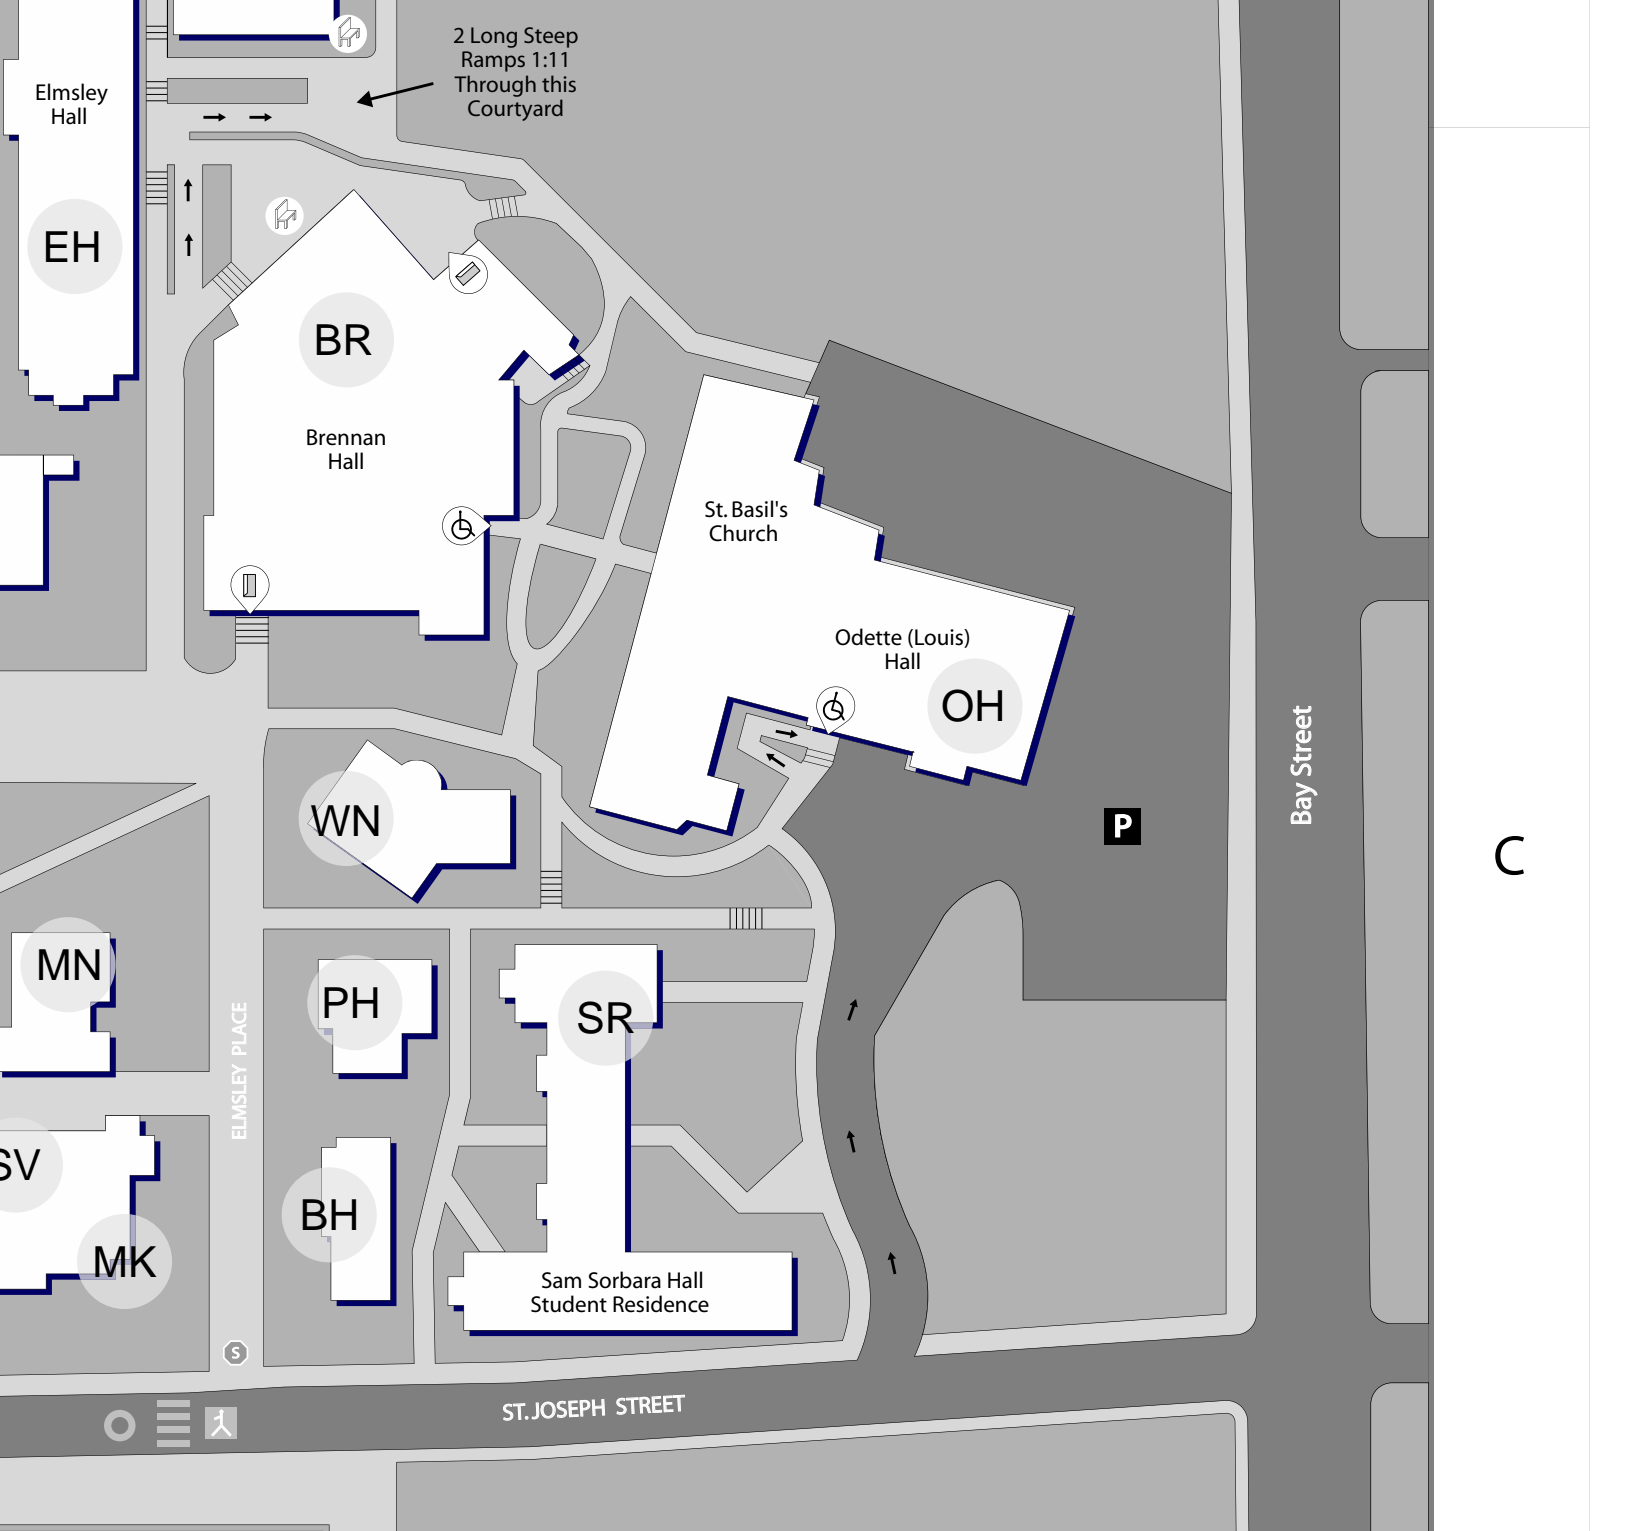 2 Long Steep
Ramps 1:11
Through this
Courtyard
Elmsley
Hall
EH
BR
Brennan
Hall
St. Basil's
Church
Odette (Louis)
Hall
OH
Bay Street
P
C
WN
MN
PH
SR
ELMSLEY PLACE
SV
BH
MK
Sam Sorbara Hall
Student Residence
S
ST. JOSEPH STREET